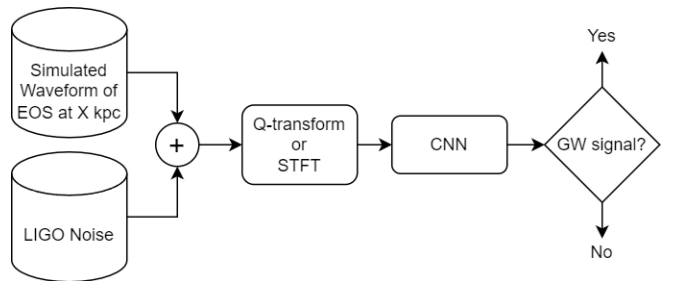 Simulated
Waveform of
EOS at X kpc
LIGO Noise
+
Q-transform
or
STFT
CNN
GW signal?
Yes
No